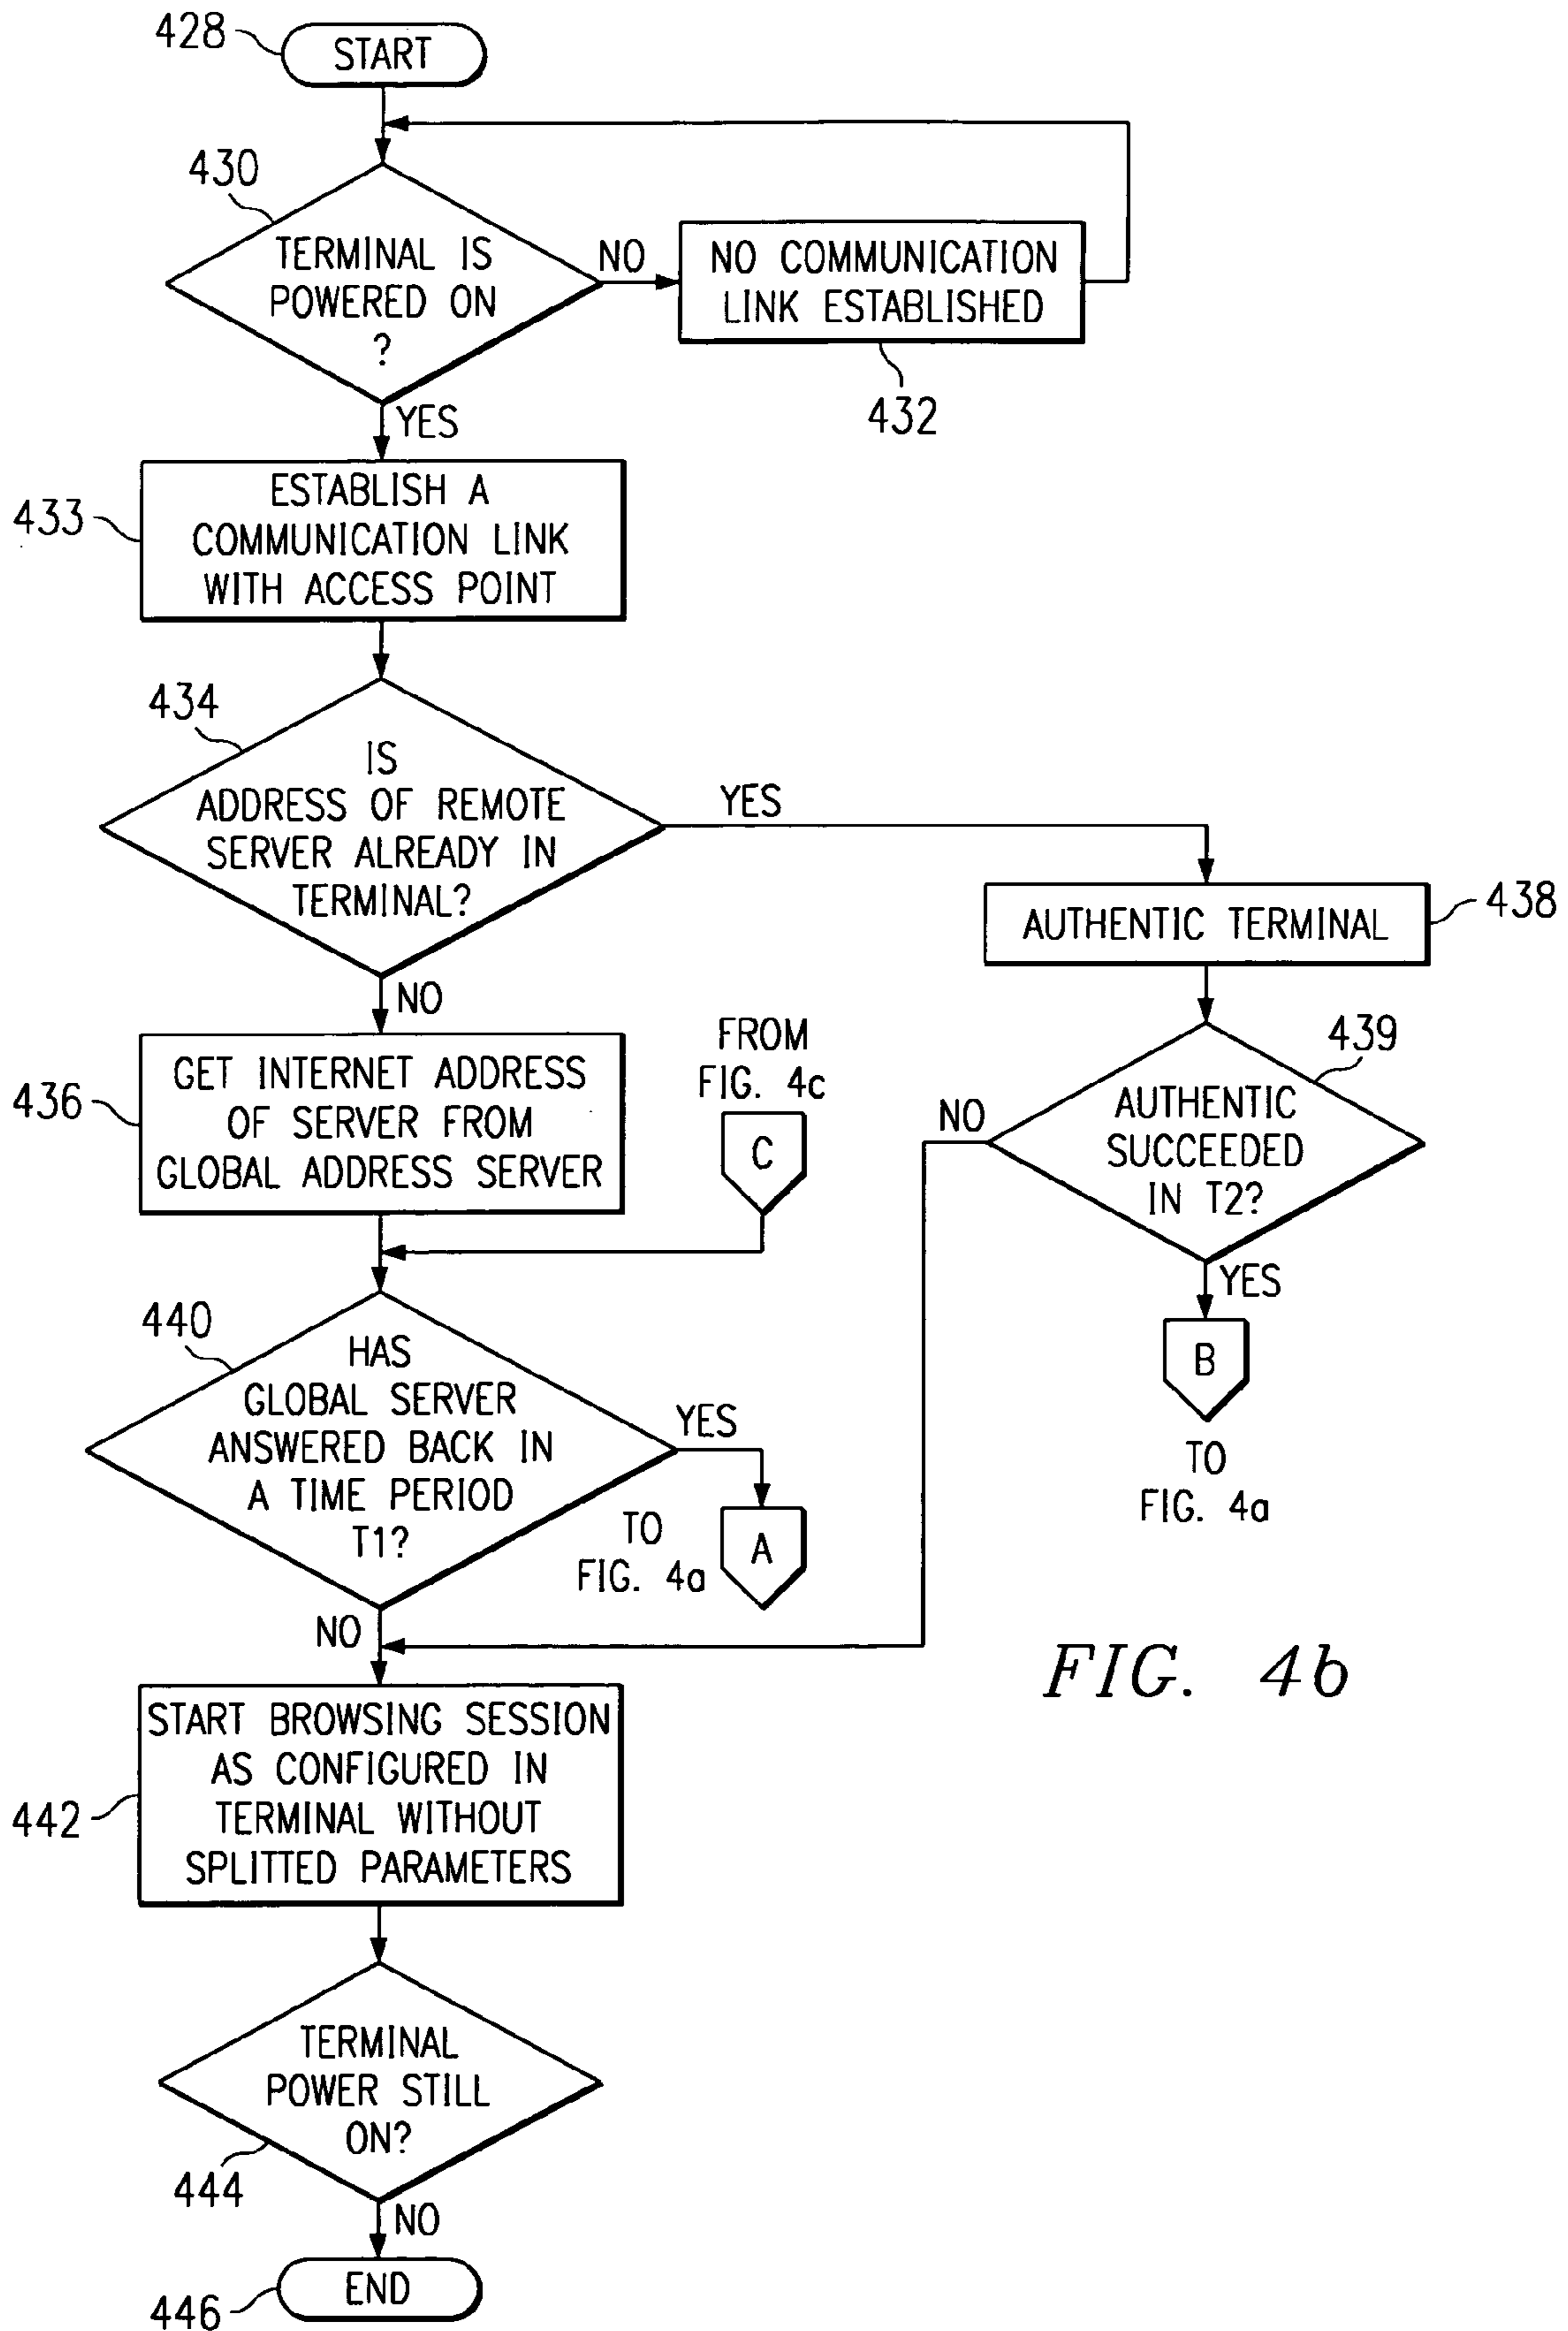 428
START
430
TERMINAL IS
POWERED ON
?
NO
NO COMMUNICATION
LINK ESTABLISHED
432
YES
433
ESTABLISH A
COMMUNICATION LINK
WITH ACCESS POINT
434
IS
ADDRESS OF REMOTE
SERVER ALREADY IN
TERMINAL?
YES
AUTHENTIC TERMINAL
438
NO
436
GET INTERNET ADDRESS
OF SERVER FROM
GLOBAL ADDRESS SERVER
FROM
FIG. 4c
C
439
AUTHENTIC
SUCCEEDED
IN T2?
NO
YES
B
TO
FIG. 4a
440
HAS
GLOBAL SERVER
ANSWERED BACK IN
A TIME PERIOD
T1?
YES
TO
FIG. 4a
A
NO
FIG. 4b
442
START BROWSING SESSION
AS CONFIGURED IN
TERMINAL WITHOUT
SPLITTED PARAMETERS
TERMINAL
POWER STILL
ON?
444
NO
END
446